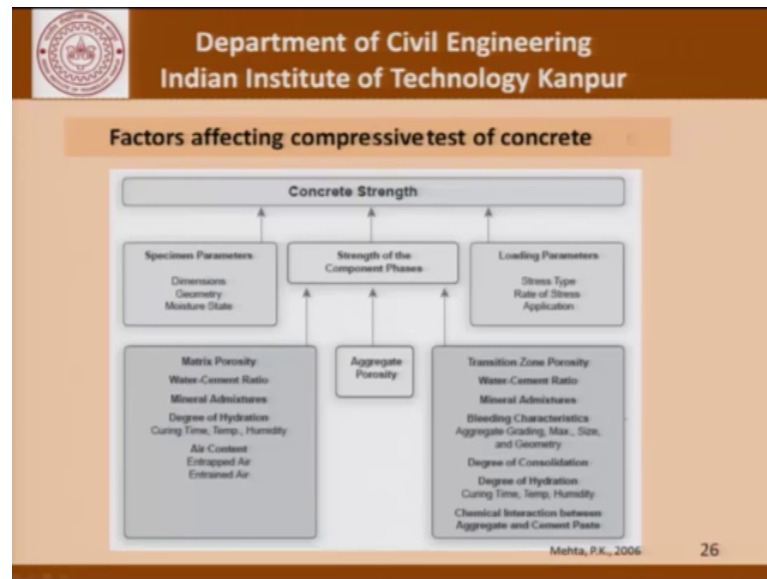 Department of Civil Engineering
Indian Institute of Technology Kanpur
Factors affecting compressive test of concrete
Concrete Strength
Specimen Parameters
Dimensions
Geometry
Moisture State
Strength of the
Component Phases
Loading Parameters
Stress Type
Rate of Stress
Application
Matrix Porosity
Water-Cement Ratio
Mineral Admixtures
Degree of Hydration
Curing Time, Temp., Humidity
Air Content
Entrapped Air
Entrained Air
Aggregate
Porosity
Transition Zone Porosity
Water-Cement Ratio
Mineral Admixtures
Bleeding Characteristics
Aggregate Grading, Max., Size,
and Geometry
Degree of Consolidation
Degree of Hydration
Curing Time, Temp, Humidity
Chemical Interaction between
Aggregate and Cement Paste
Mehta, P.K., 2006
26